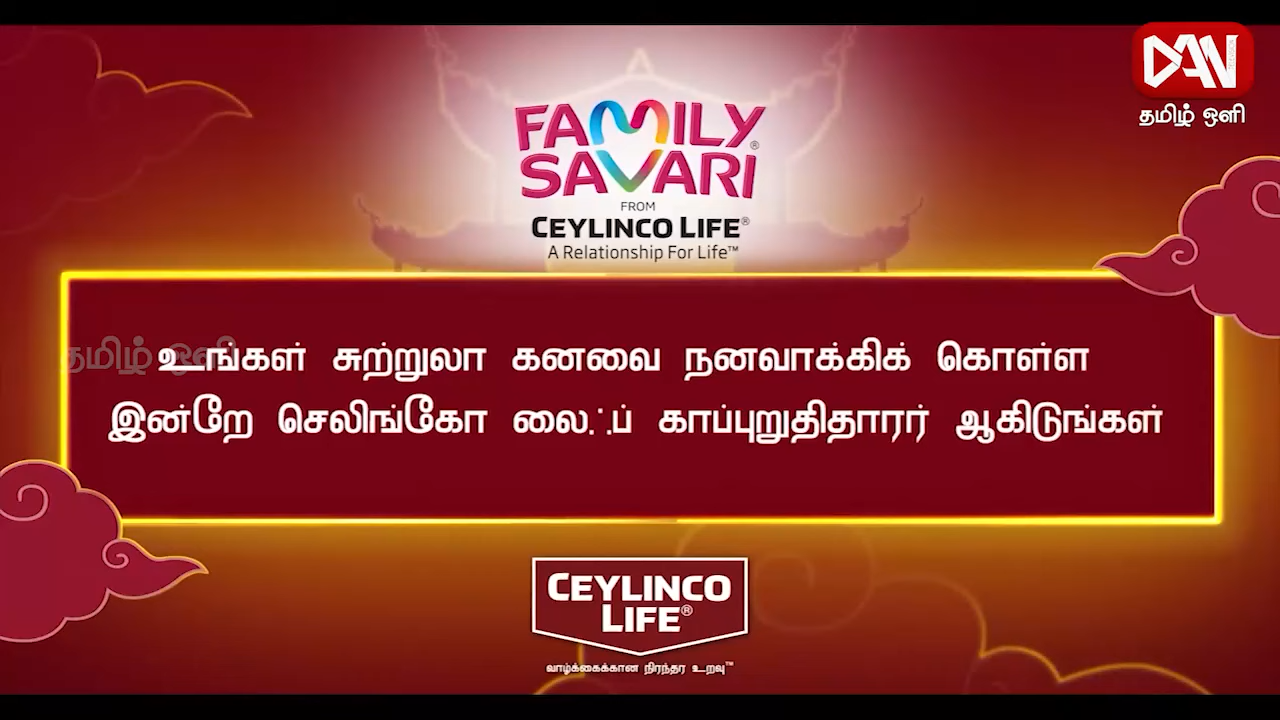 DAN
தமிழ் ஒளி
FAMILY
SAVARI®
FROM
CEYLINCO LIFE®
A Relationship For Life™
தமிழ் ஒளி
உங்கள் சுற்றுலா கனவை நனவாக்கிக் கொள்ள
இன்றே செலிங்கோ லைஃப் காப்புறுதிதாரர் ஆகிடுங்கள்
CEYLINCO
LIFE®
வாழ்க்கைக்கான நிரந்தர உறவு™